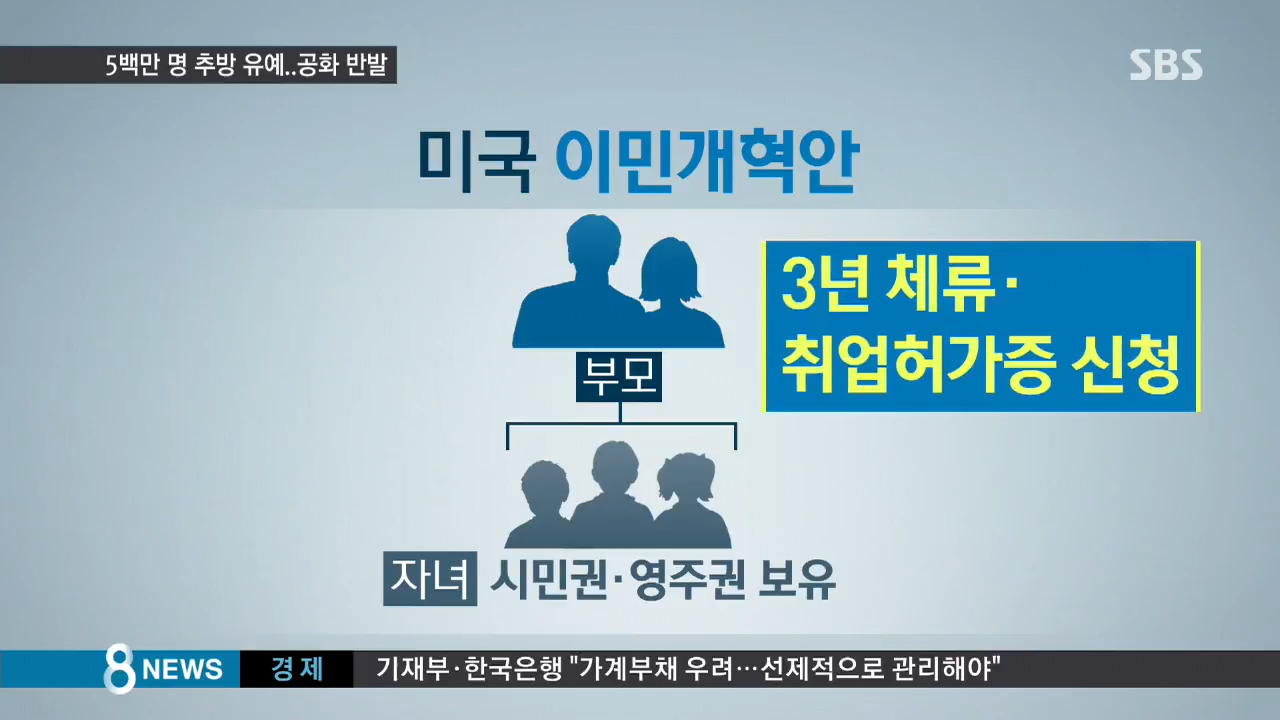 5백만 명 추방 유예..공화 반발
SBS
미국 이민개혁안
3년 체류·
취업허가증 신청
부모
자녀 시민권·영주권 보유
8 NEWS 경제 기재부·한국은행 "가계부채 우려…선제적으로 관리해야"